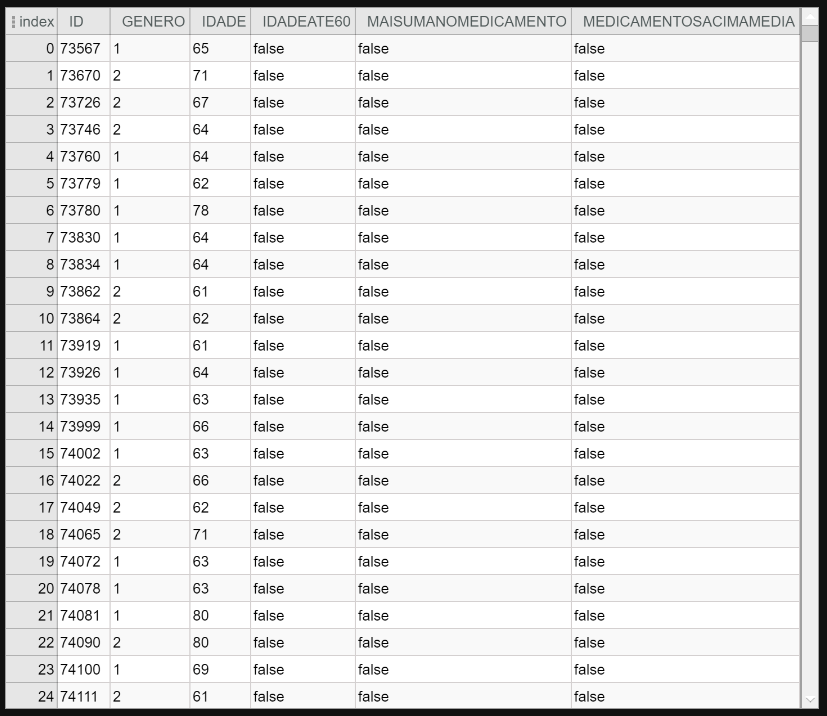 index ID GENERO IDADE IDADEATE60 MAISUMANOMEDICAMENTO MEDICAMENTOSACIMAMEDIA
0 73567 1 65 false false false
1 73670 2 71 false false false
2 73726 2 67 false false false
3 73746 2 64 false false false
4 73760 1 64 false false false
5 73779 1 62 false false false
6 73780 1 78 false false false
7 73830 1 64 false false false
8 73834 1 64 false false false
9 73862 2 61 false false false
10 73864 2 62 false false false
11 73919 1 61 false false false
12 73926 1 64 false false false
13 73935 1 63 false false false
14 73999 1 66 false false false
15 74002 1 63 false false false
16 74022 2 66 false false false
17 74049 2 62 false false false
18 74065 2 71 false false false
19 74072 1 63 false false false
20 74078 1 63 false false false
21 74081 1 80 false false false
22 74090 2 80 false false false
23 74100 1 69 false false false
24 74111 2 61 false false false